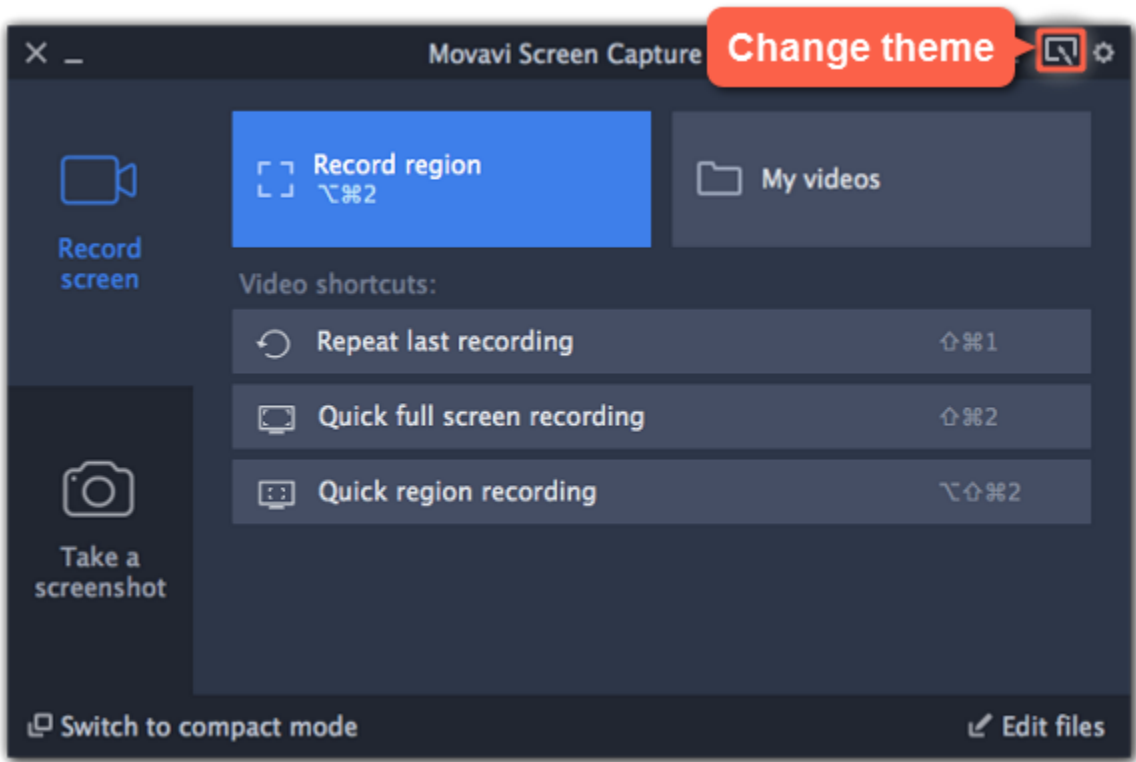 Movavi Screen Capture
Change theme
Record region
⌥⌘2
My videos
Record
screen
Video shortcuts:
Repeat last recording ⇧⌘1
Quick full screen recording ⇧⌘2
Quick region recording ⌥⇧⌘2
Take a
screenshot
Switch to compact mode
Edit files